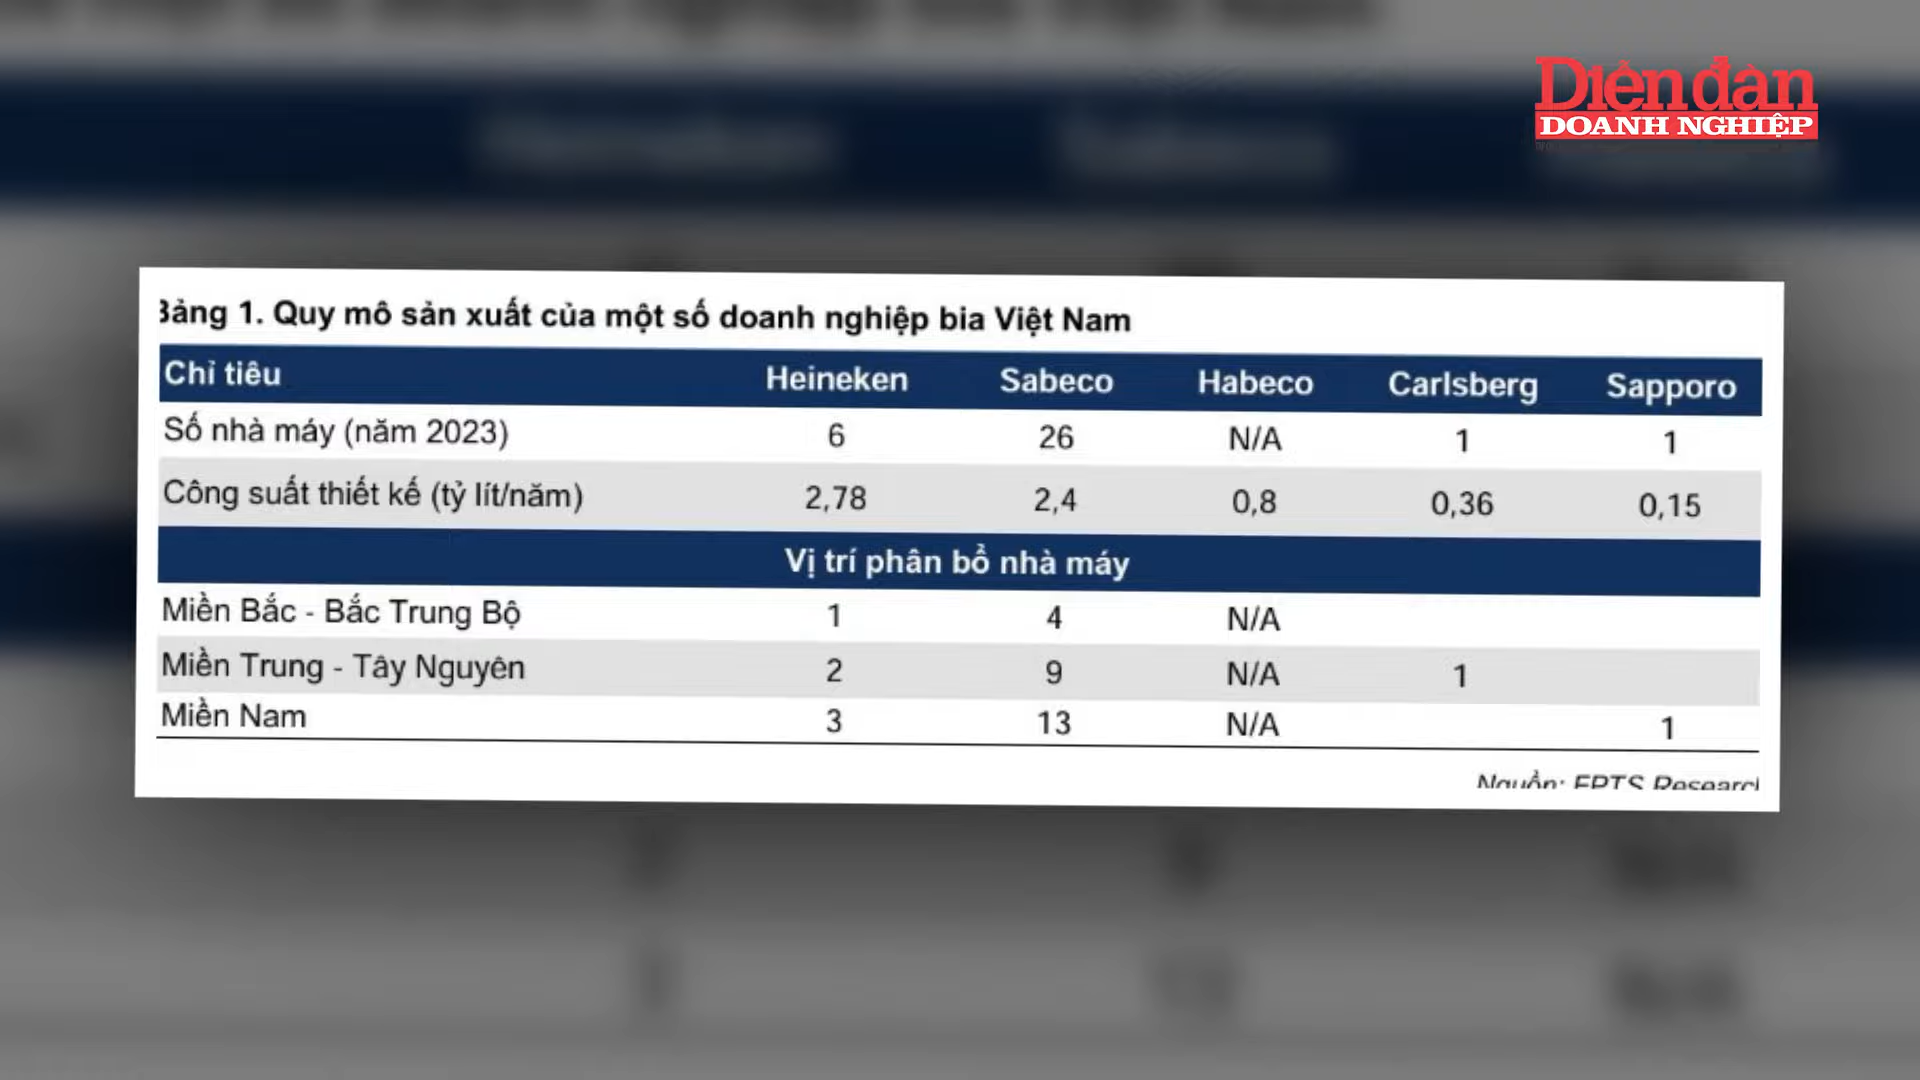 Diễn đàn
DOANH NGHIỆP
Bảng 1. Quy mô sản xuất của một số doanh nghiệp bia Việt Nam
Chỉ tiêu Heineken Sabeco Habeco Carlsberg Sapporo
Số nhà máy (năm 2023) 6 26 N/A 1 1
Công suất thiết kế (tỷ lít/năm) 2,78 2,4 0,8 0,36 0,15
Vị trí phân bổ nhà máy
Miền Bắc - Bắc Trung Bộ 1 4 N/A
Miền Trung - Tây Nguyên 2 9 N/A 1
Miền Nam 3 13 N/A 1
Nguồn: FPTS Research